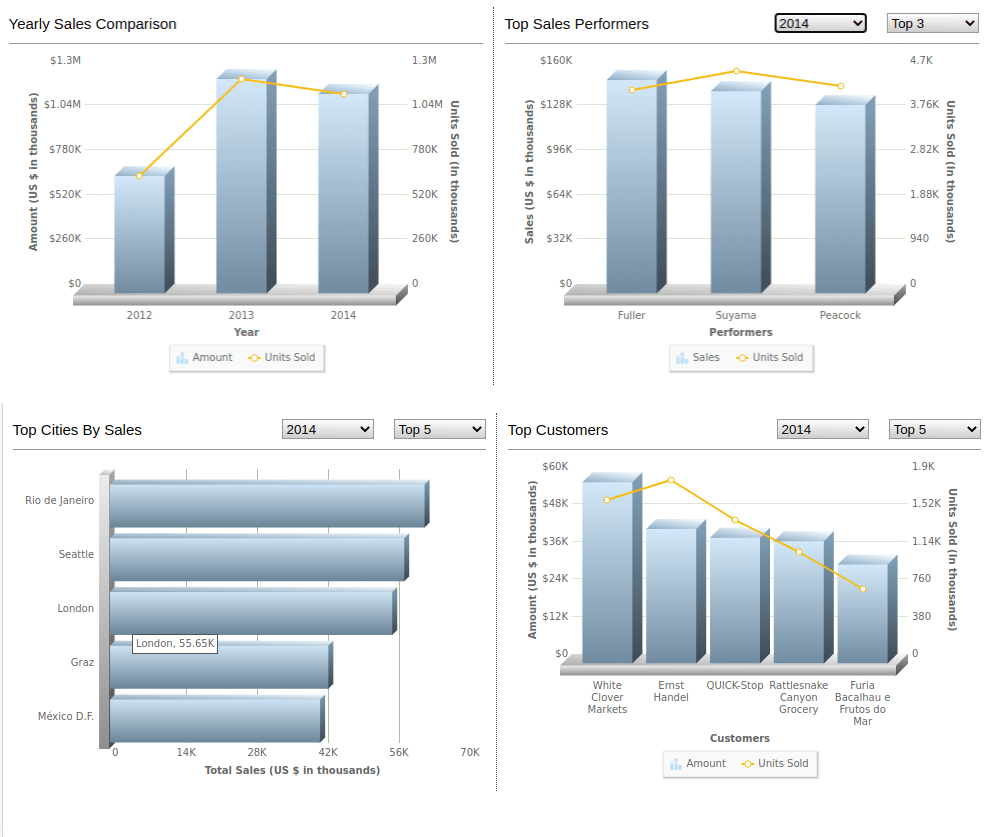 Yearly Sales Comparison
$1.3M
$1.04M
$780K
$520K
$260K
$0
Amount (US $ in thousands)
1.3M
1.04M
780K
520K
260K
0
Units Sold (In thousands)
2012
2013
2014
Year
Amount
Units Sold
Top Sales Performers
2014
Top 3
$160K
$128K
$96K
$64K
$32K
$0
Sales (US $ in thousands)
4.7K
3.76K
2.82K
1.88K
940
0
Units Sold (In thousands)
Fuller
Suyama
Peacock
Performers
Sales
Units Sold
Top Cities By Sales
2014
Top 5
Rio de Janeiro
Seattle
London
London, 55.65K
Graz
México D.F.
0
14K
28K
42K
56K
70K
Total Sales (US $ in thousands)
Top Customers
2014
Top 5
$60K
$48K
$36K
$24K
$12K
$0
Amount (US $ in thousands)
1.9K
1.52K
1.14K
760
380
0
Units Sold (In thousands)
White
Clover
Markets
Ernst
Handel
QUICK-Stop
Rattlesnake
Canyon
Grocery
Furia
Bacalhau e
Frutos do
Mar
Customers
Amount
Units Sold